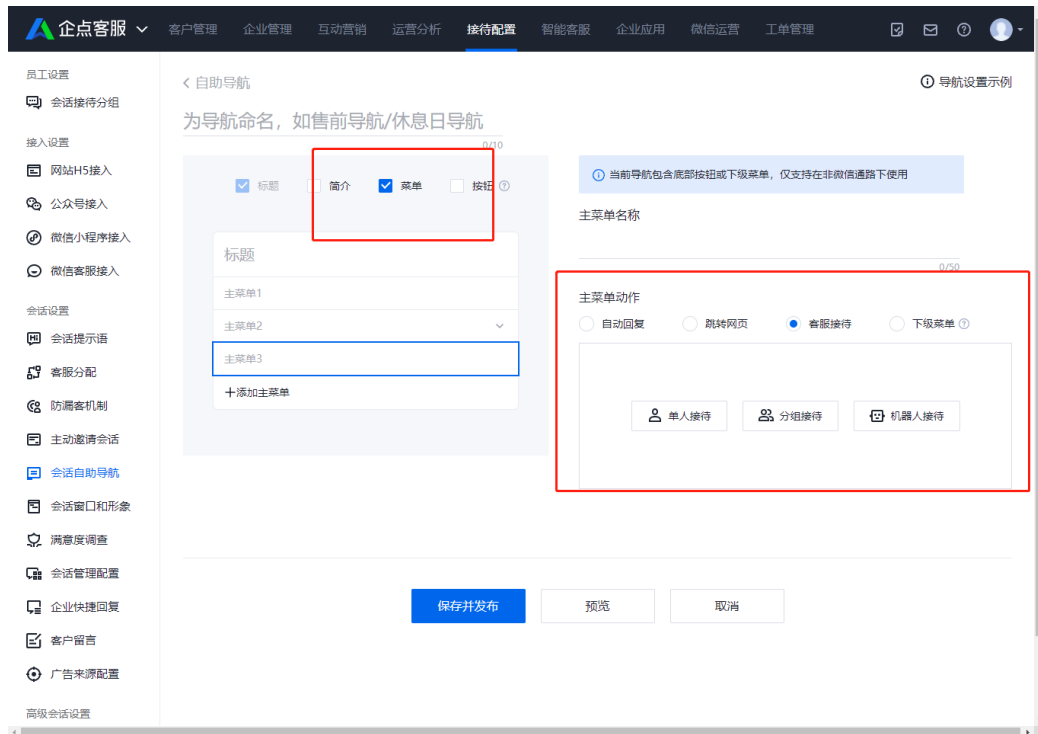 企点客服 客户管理 企业管理 互动营销 运营分析 接待配置 智能客服 企业应用 微信运营 工单管理
员工设置
会话接待分组
接入设置
网站H5接入
公众号接入
微信小程序接入
微信客服接入
会话设置
会话提示语
客服分配
防漏客机制
主动邀请会话
会话自助导航
会话窗口和形象
满意度调查
会话管理配置
企业快捷回复
客户留言
广告来源配置
高级会话设置
自助导航
导航设置示例
为导航命名，如售前导航/休息日导航
0/10
标题 简介 菜单 按钮
标题
主菜单1
主菜单2
主菜单3
+添加主菜单
当前导航包含底部按钮或下级菜单，仅支持在非微信通路下使用
主菜单名称
0/50
主菜单动作
自动回复 跳转网页 客服接待 下级菜单
单人接待 分组接待 机器人接待
保存并发布 预览 取消